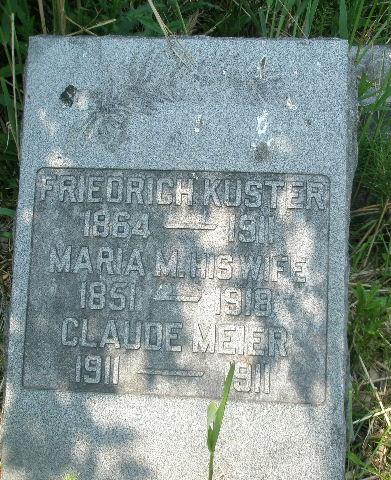 FRIEDRICH KUSTER
1864 — 1911
MARIA M. HIS WIFE
1851 — 1918
CLAUDE MEIER
1911 — 1911